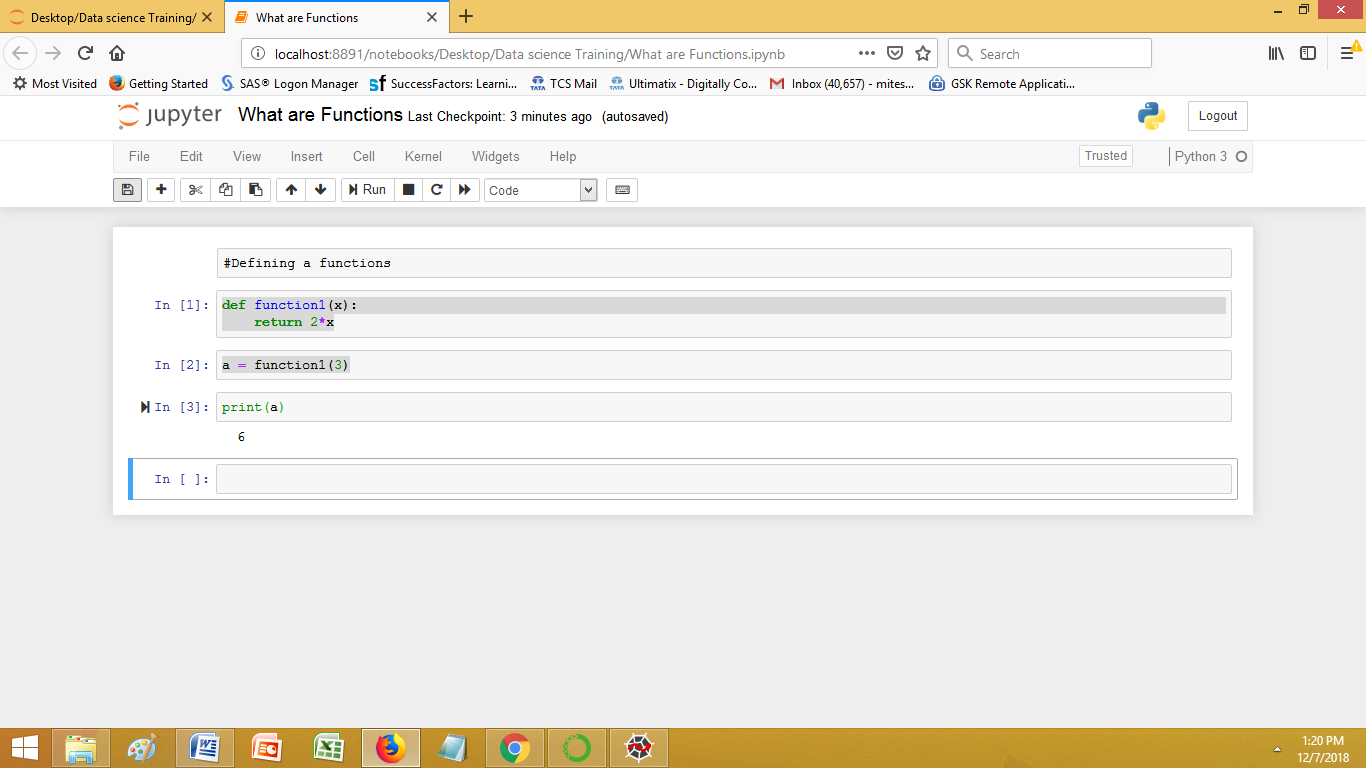 Desktop/Data science Training/
What are Functions
localhost:8891/notebooks/Desktop/Data science Training/What are Functions.ipynb
Search
Most Visited Getting Started SAS® Logon Manager SuccessFactors: Learni... TCS Mail Ultimatix - Digitally Co... Inbox (40,657) - mites... GSK Remote Applicati...
jupyter What are Functions Last Checkpoint: 3 minutes ago (autosaved) Logout
File Edit View Insert Cell Kernel Widgets Help Trusted Python 3
Run Code
#Defining a functions
In [1]: def function1(x):
return 2*x
In [2]: a = function1(3)
In [3]: print(a)
6
In [ ]:
1:20 PM
12/7/2018